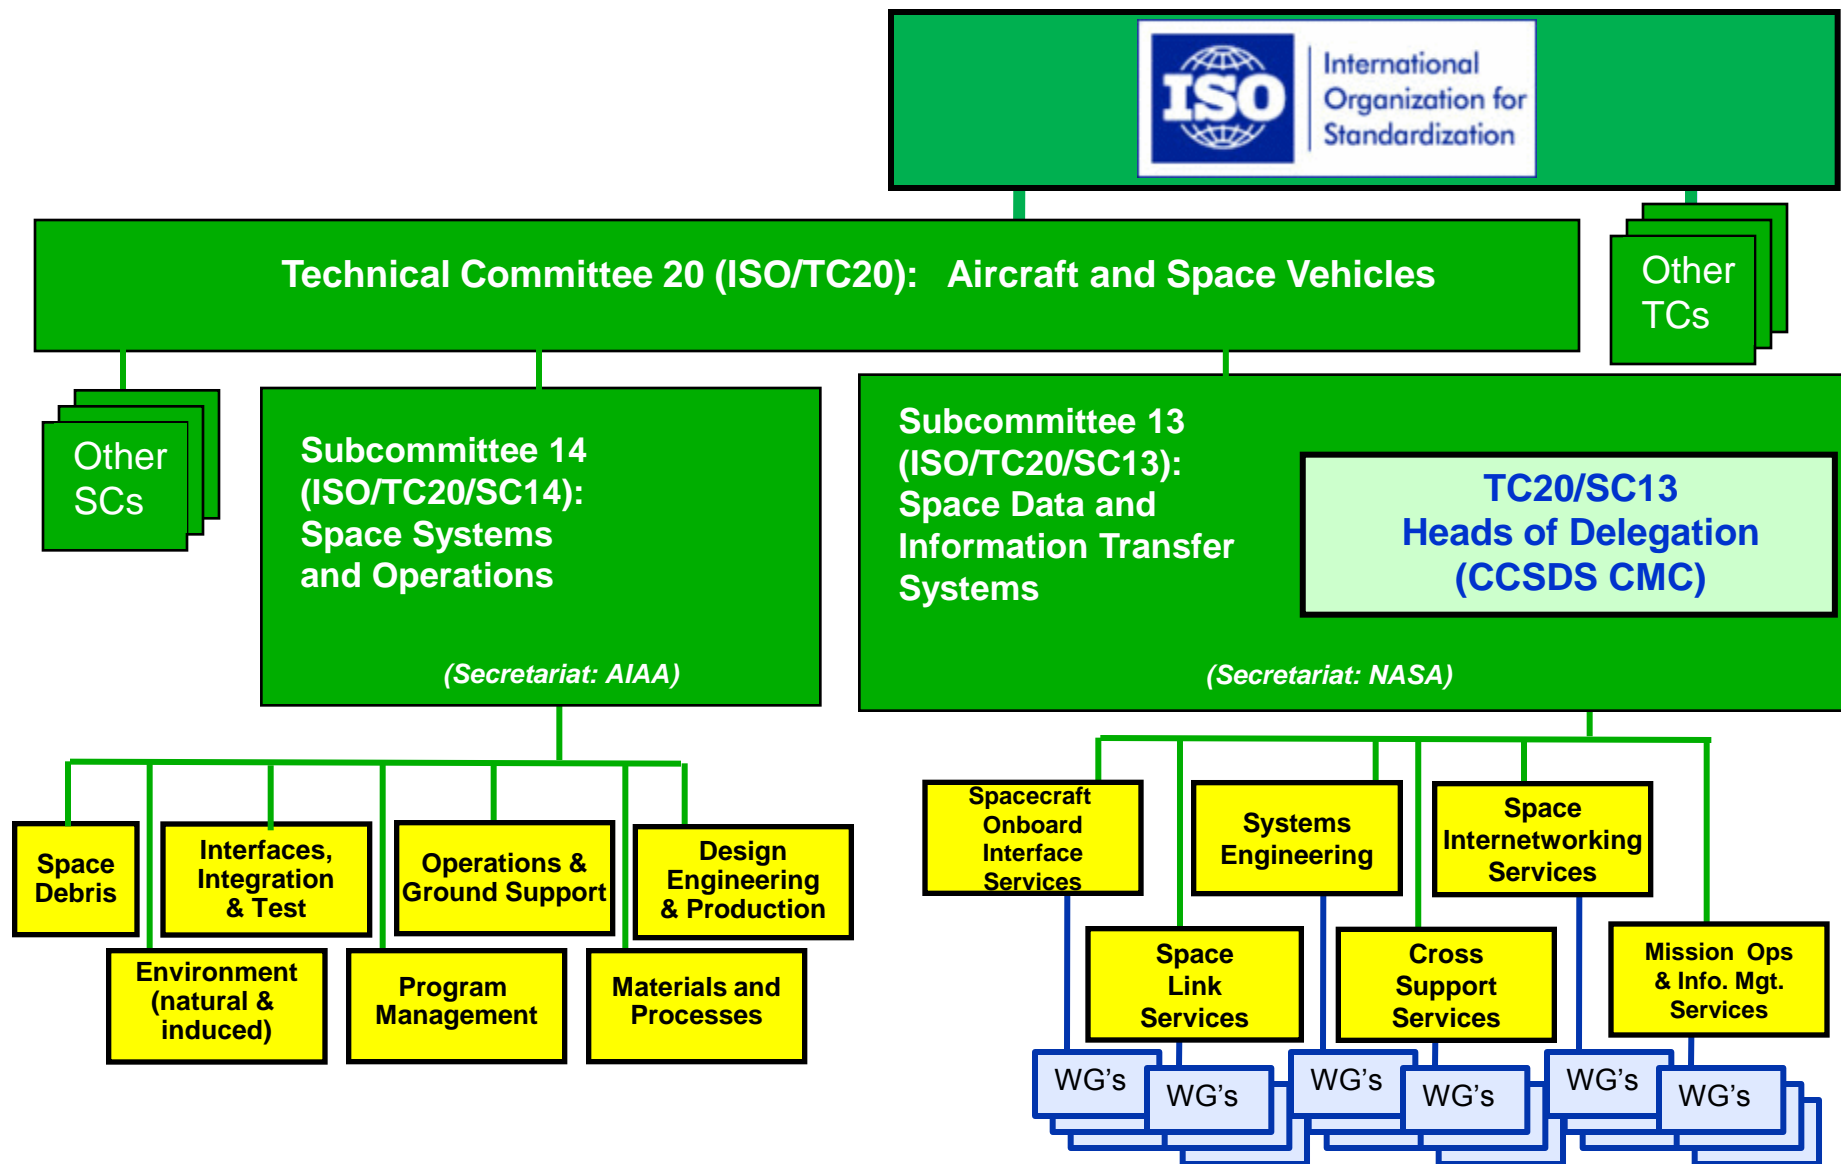 ISO
International
Organization for
Standardization
Technical Committee 20 (ISO/TC20): Aircraft and Space Vehicles
Other
TCs
Other
SCs
Subcommittee 14
(ISO/TC20/SC14):
Space Systems
and Operations
(Secretariat: AIAA)
Subcommittee 13
(ISO/TC20/SC13):
Space Data and
Information Transfer
Systems
TC20/SC13
Heads of Delegation
(CCSDS CMC)
(Secretariat: NASA)
Space
Debris
Interfaces,
Integration
& Test
Operations &
Ground Support
Design
Engineering
& Production
Environment
(natural &
induced)
Program
Management
Materials and
Processes
Spacecraft
Onboard
Interface
Services
Systems
Engineering
Space
Internetworking
Services
Space
Link
Services
Cross
Support
Services
Mission Ops
& Info. Mgt.
Services
WG's
WG's
WG's
WG's
WG's
WG's